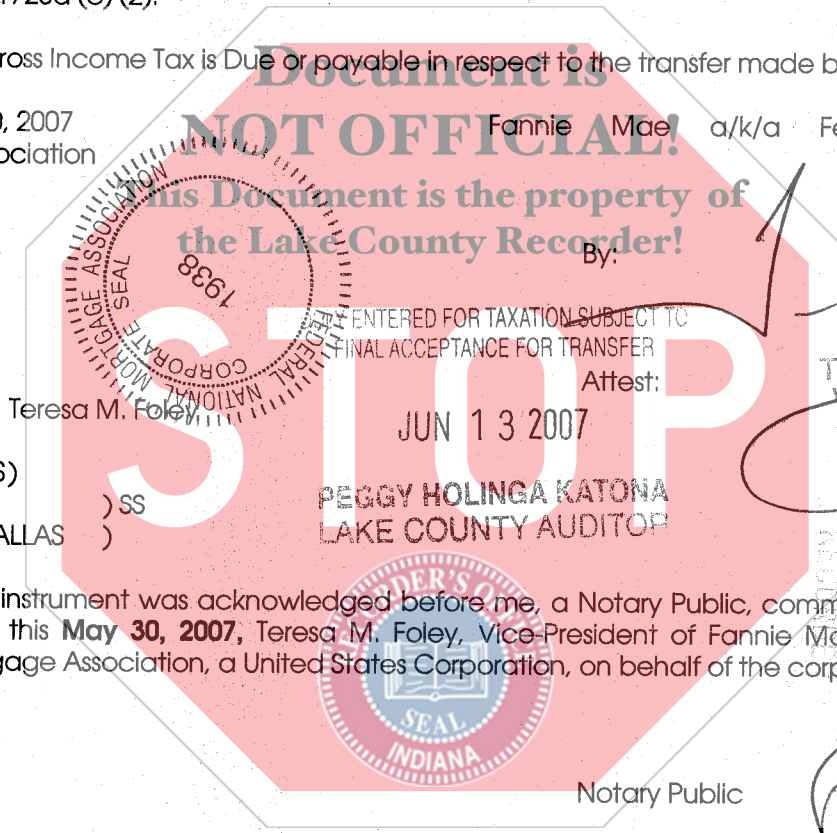 ross Income Tax is Due or payable in respect to the transfer made b
Document is
NOT OFFICIAL!
This Document is the property of
the Lake County Recorder!
, 2007
Fannie Mae a/k/a Fe
ociation
By:
FEDERAL NATIONAL MORTGAGE ASSOCIATION
CORPORATE SEAL
1938
STOP
ENTERED FOR TAXATION SUBJECT TO
FINAL ACCEPTANCE FOR TRANSFER
Attest:
Teresa M. Foley
JUN 13 2007
S)
) SS
ALLAS )
PEGGY HOLINGA KATONA
LAKE COUNTY AUDITOR
instrument was acknowledged before me, a Notary Public, comm
this May 30, 2007, Teresa M. Foley, Vice-President of Fannie Ma
gage Association, a United States Corporation, on behalf of the corp
SEAL
INDIANA
Notary Public